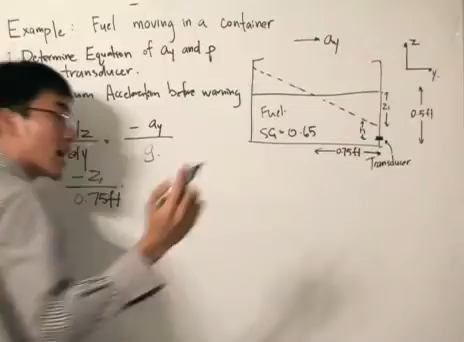 Example: Fuel moving in a container
Determine Equation of ay and p
transducer.
Acceleration before warning
dz
dy
- ay
g.
- z1
0.75ft
→ ay
z
y
Fuel
SG = 0.65
z1
h
0.5ft
0.75ft
Transducer